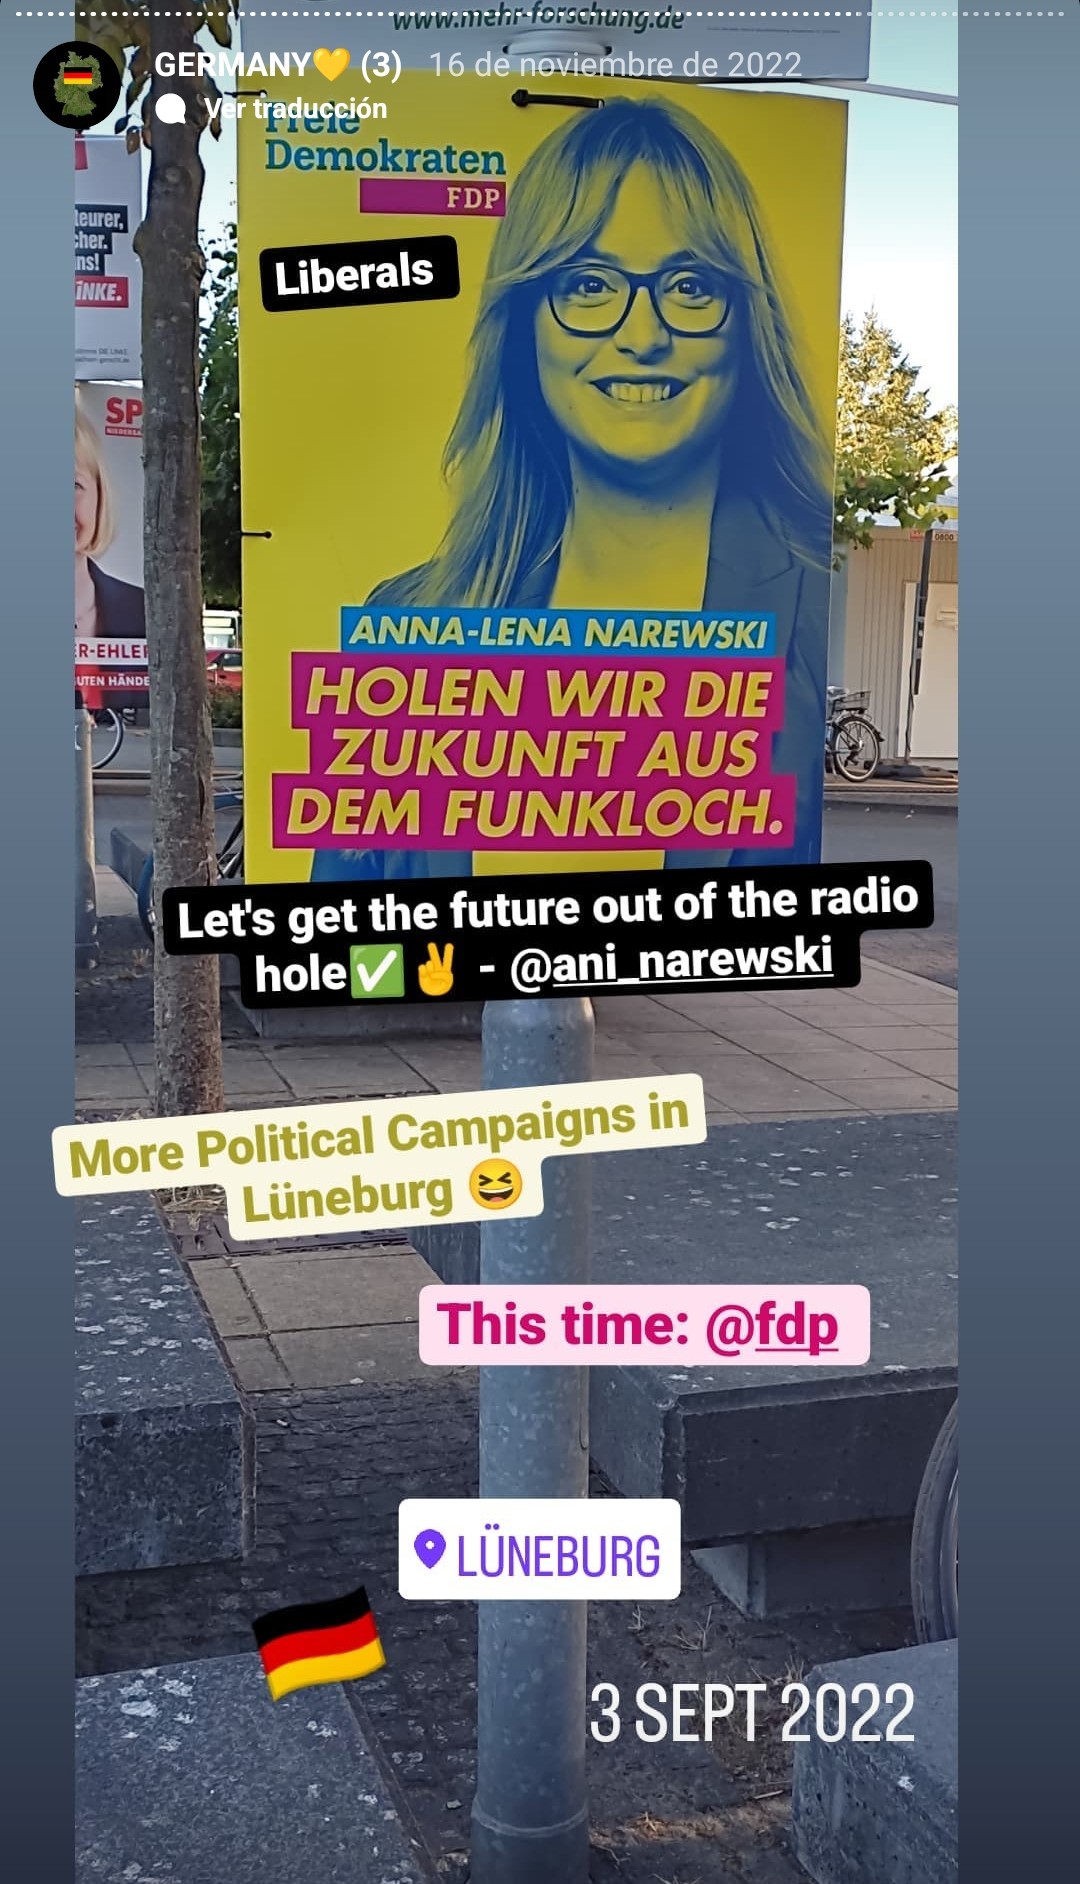 www.mehr-forschung.de
GERMANY💛 (3) 16 de noviembre de 2022
Ver traducción
Freie
Demokraten
FDP
Liberals
teurer,
cher.
ns!
iNKE.
SP
R-EHLER
UTEN HÄNDE
0800
ANNA-LENA NAREWSKI
HOLEN WIR DIE
ZUKUNFT AUS
DEM FUNKLOCH.
Let's get the future out of the radio
hole✅✌ - @ani_narewski
More Political Campaigns in
Lüneburg 😆
This time: @fdp
LÜNEBURG
3 SEPT 2022